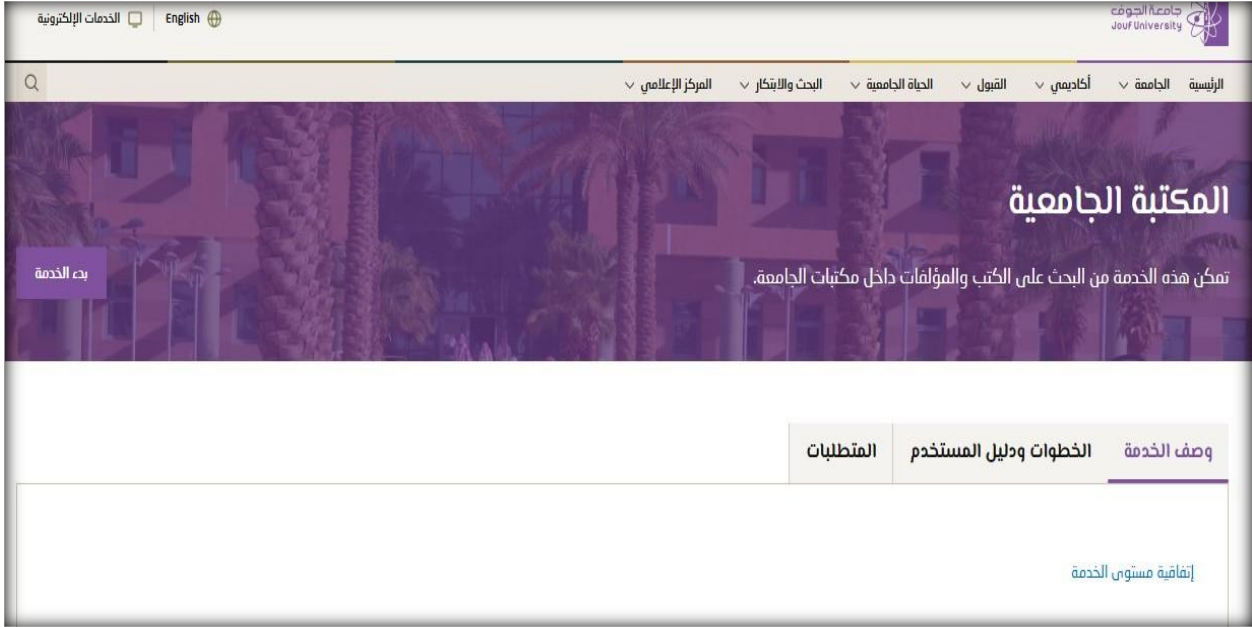 جامعة الجوف
Jouf University
English
الخدمات الإلكترونية
الرئيسية الجامعة أكاديمي القبول الحياة الجامعية البحث والابتكار المركز الإعلامي
المكتبة الجامعية
تمكن هذه الخدمة من البحث على الكتب والمؤلفات داخل مكتبات الجامعة.
بدء الخدمة
وصف الخدمة الخطوات ودليل المستخدم المتطلبات
إتفاقية مستوى الخدمة